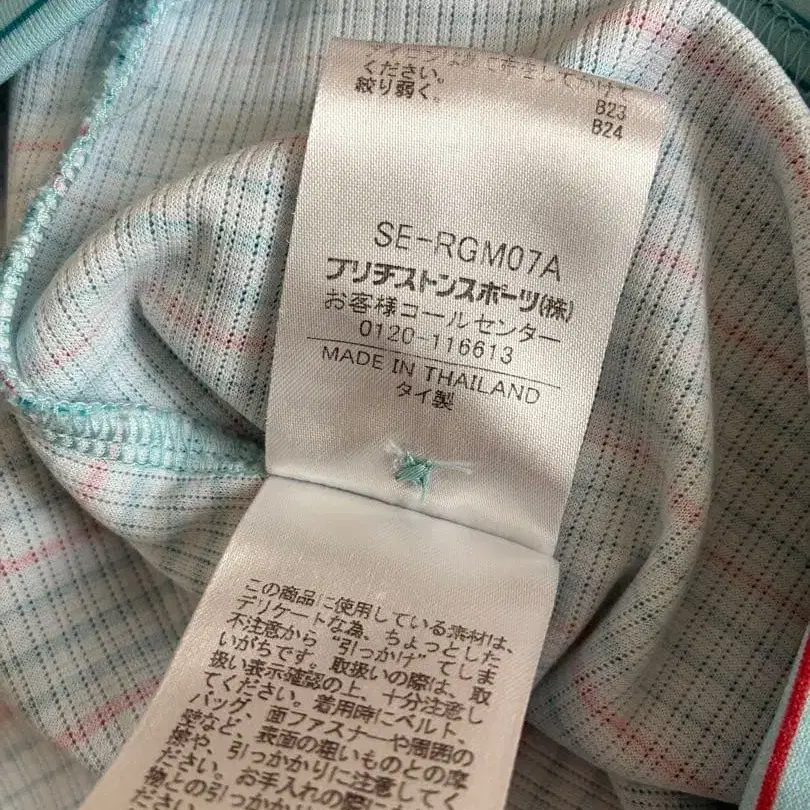 ください。
絞り弱く。
B23
B24
SE-RGM07A
ブリヂストンスポーツ(株)
お客様コールセンター
0120-116613
MADE IN THAILAND
タイ製
この商品に使用している素材は、
デリケートな為、ちょっとした
不注意から“引っかけ”てしま
いがちです。取扱いの際は、取
扱い表示確認の上、十分注意し
てください。着用時にベルト、
バッグ、面ファスナーや周囲の
壁など、表面の粗いものとの摩
擦や、引っかかりに注意してく
ださい。お手入れの際、
物との引っかかり